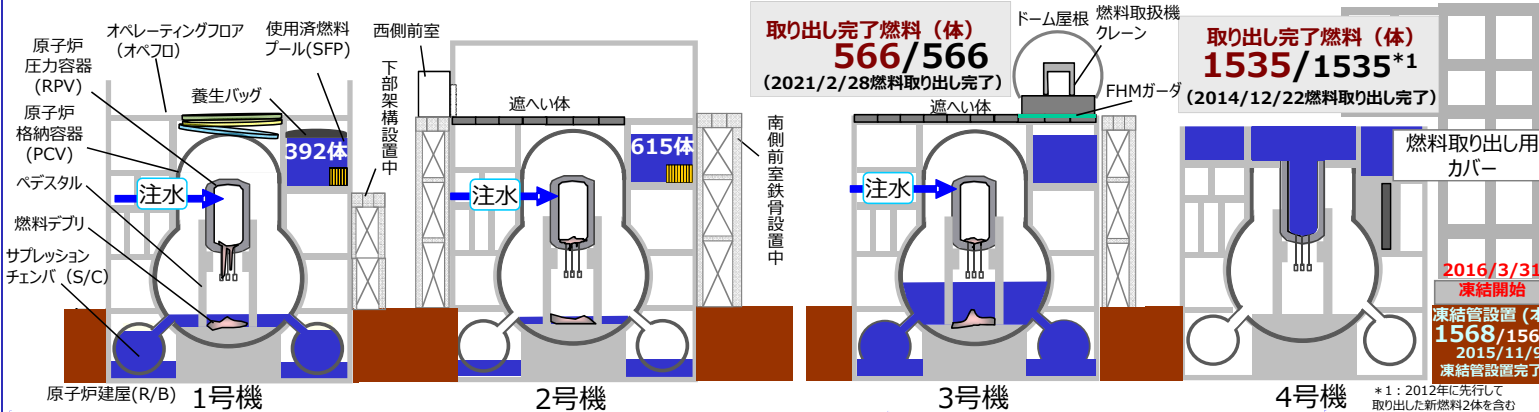 オペレーティングフロア
(オペフロ)
使用済燃料
プール(SFP)
原子炉
圧力容器
(RPV)
原子炉
格納容器
(PCV)
ペデスタル
燃料デブリ
サプレッション
チェンバ (S/C)
養生バッグ
392体
注水
下部架構設置中
原子炉建屋(R/B)
1号機
西側前室
遮へい体
615体
注水
南側前室鉄骨設置中
2号機
取り出し完了燃料(体)
566/566
(2021/2/28燃料取り出し完了)
ドーム屋根
燃料取扱機
クレーン
FHMガーダ
遮へい体
注水
3号機
取り出し完了燃料(体)
1535/1535*1
(2014/12/22燃料取り出し完了)
燃料取り出し用
カバー
4号機
2016/3/31
凍結開始
凍結管設置(本
1568/156
2015/11/9
凍結管設置完了
*1:2012年に先行して
取り出した新燃料2体を含む